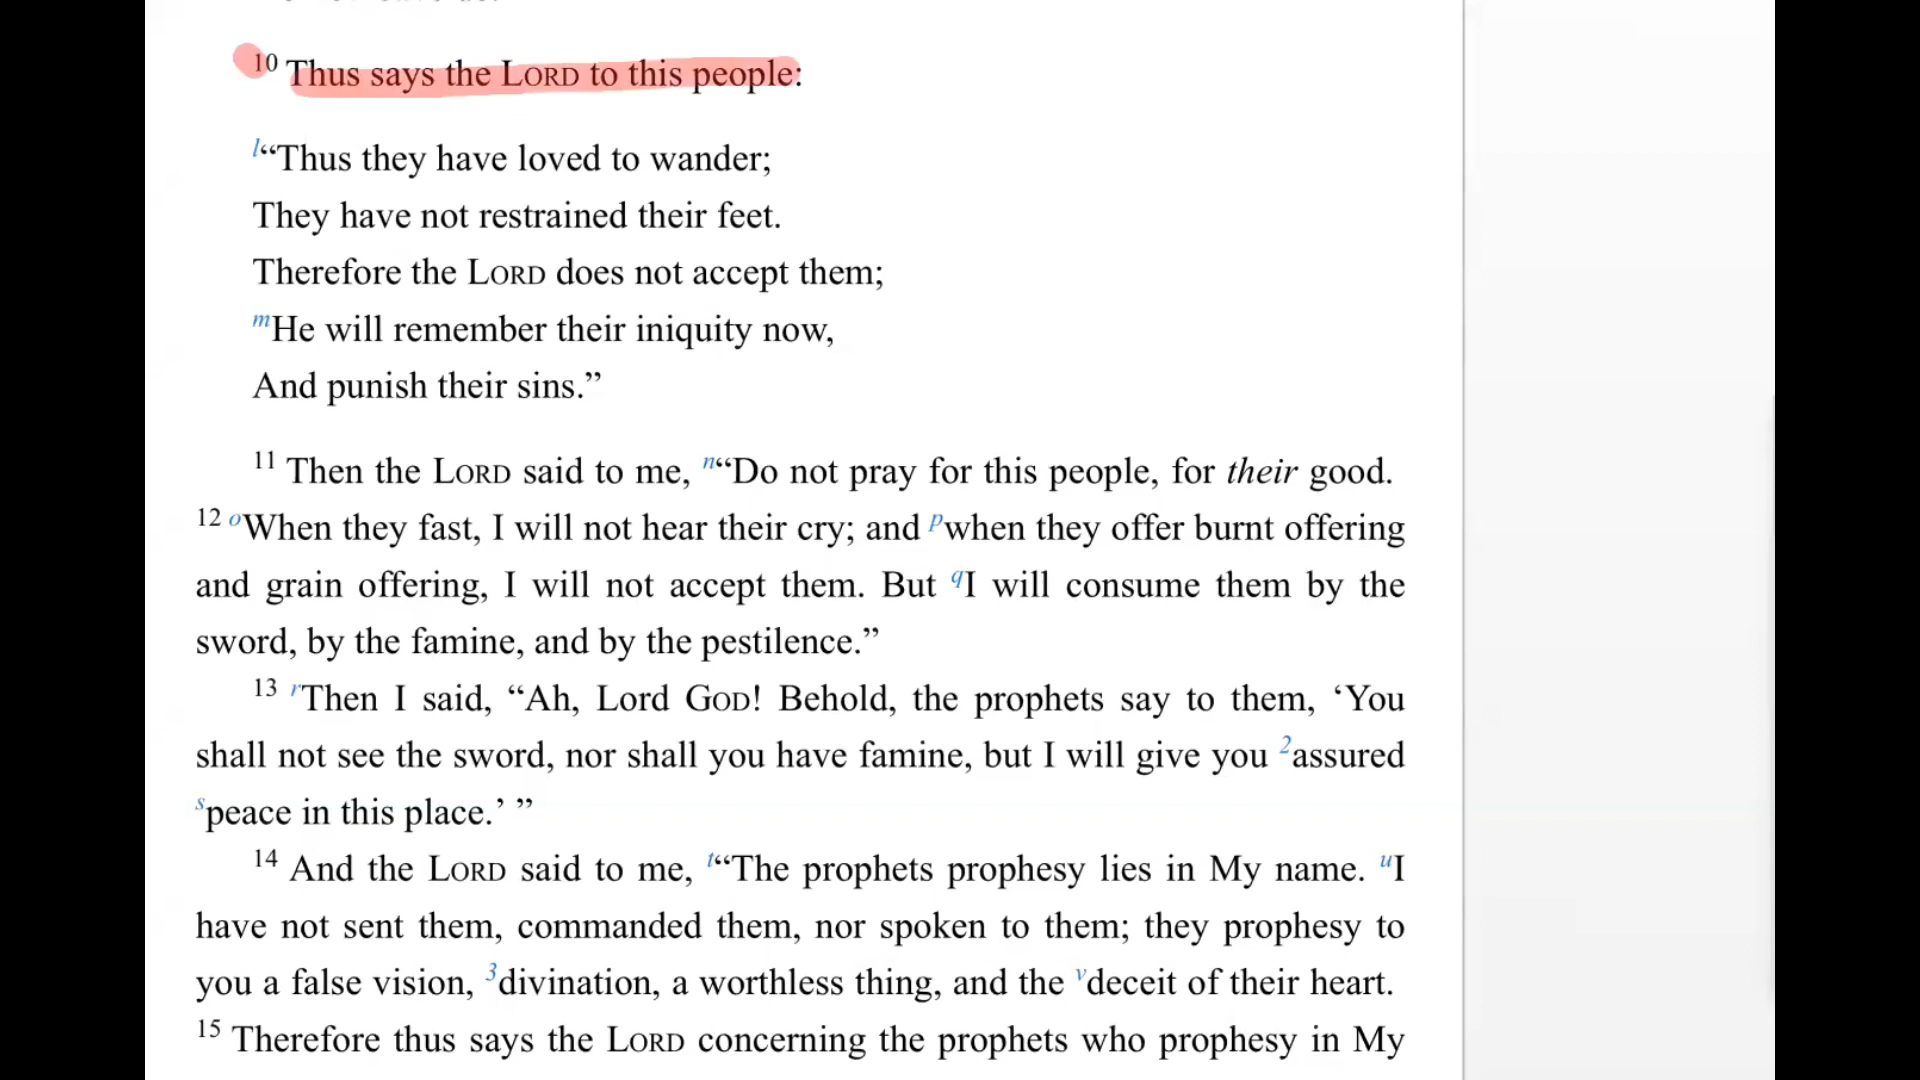 10 Thus says the LORD to this people:
l“Thus they have loved to wander;
They have not restrained their feet.
Therefore the LORD does not accept them;
mHe will remember their iniquity now,
And punish their sins.”
11 Then the LORD said to me, n“Do not pray for this people, for their good.
12 oWhen they fast, I will not hear their cry; and pwhen they offer burnt offering
and grain offering, I will not accept them. But qI will consume them by the
sword, by the famine, and by the pestilence.”
13 rThen I said, “Ah, Lord GOD! Behold, the prophets say to them, ‘You
shall not see the sword, nor shall you have famine, but I will give you 2assured
speace in this place.’ ”
14 And the LORD said to me, t“The prophets prophesy lies in My name. uI
have not sent them, commanded them, nor spoken to them; they prophesy to
you a false vision, 3divination, a worthless thing, and the vdeceit of their heart.
15 Therefore thus says the LORD concerning the prophets who prophesy in My